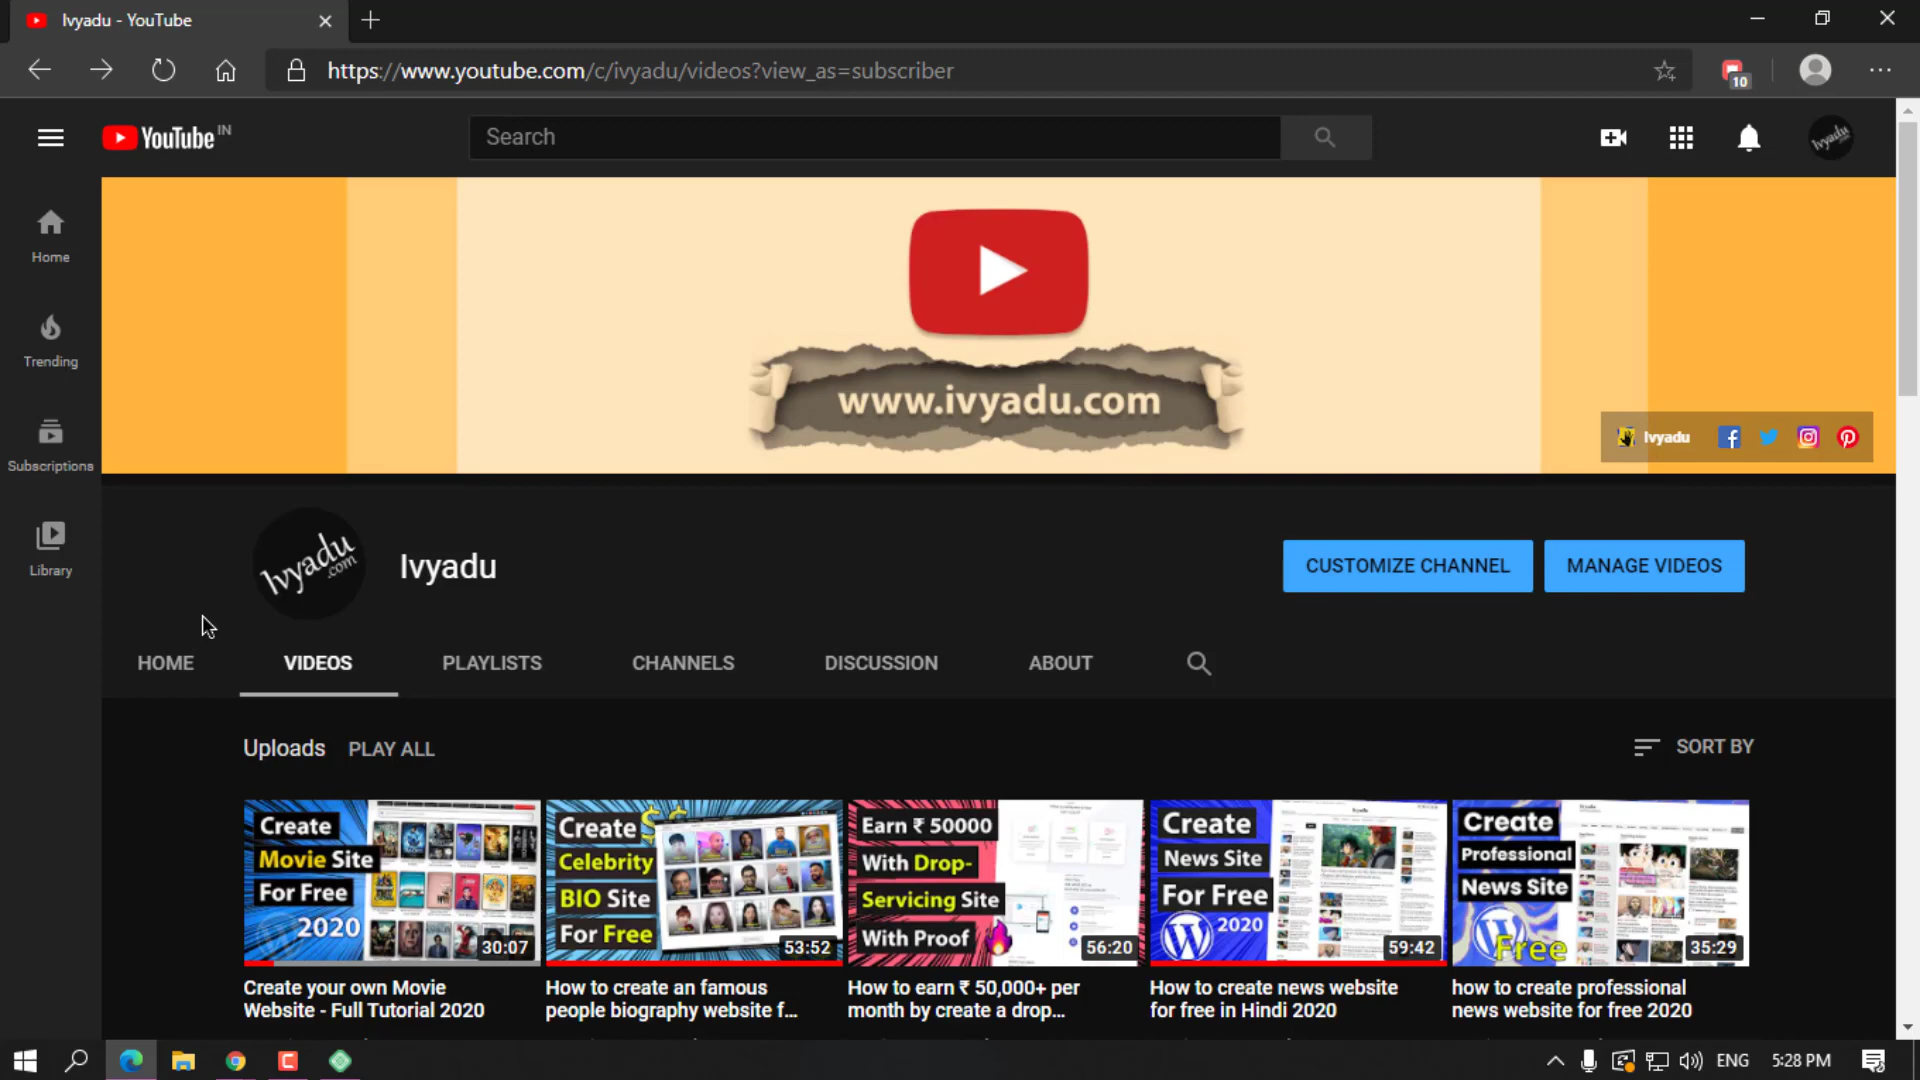 Ivyadu - YouTube
https://www.youtube.com/c/ivyadu/videos?view_as=subscriber
10
YouTube IN
Search
Ivyadu
Home
Trending
Subscriptions
Library
www.ivyadu.com
Ivyadu
Ivyadu
.com
Ivyadu
CUSTOMIZE CHANNEL
MANAGE VIDEOS
HOME
VIDEOS
PLAYLISTS
CHANNELS
DISCUSSION
ABOUT
Uploads
PLAY ALL
SORT BY
Create
Movie Site
For Free
2020
30:07
Create $$
Celebrity
BIO Site
For Free
53:52
Earn ₹ 50000
With Drop-
Servicing Site
With Proof
56:20
Create
News Site
For Free
2020
59:42
Create
Professional
News Site
Free
35:29
Create your own Movie
Website - Full Tutorial 2020
How to create an famous
people biography website f...
How to earn ₹ 50,000+ per
month by create a drop...
How to create news website
for free in Hindi 2020
how to create professional
news website for free 2020
ENG
5:28 PM